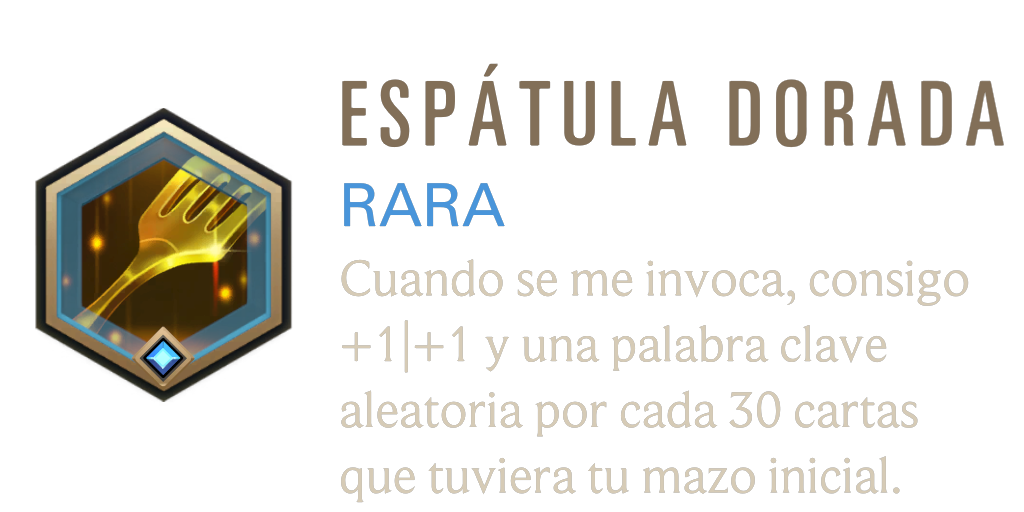 ESPÁTULA DORADA
RARA
Cuando se me invoca, consigo
+1|+1 y una palabra clave
aleatoria por cada 30 cartas
que tuviera tu mazo inicial.